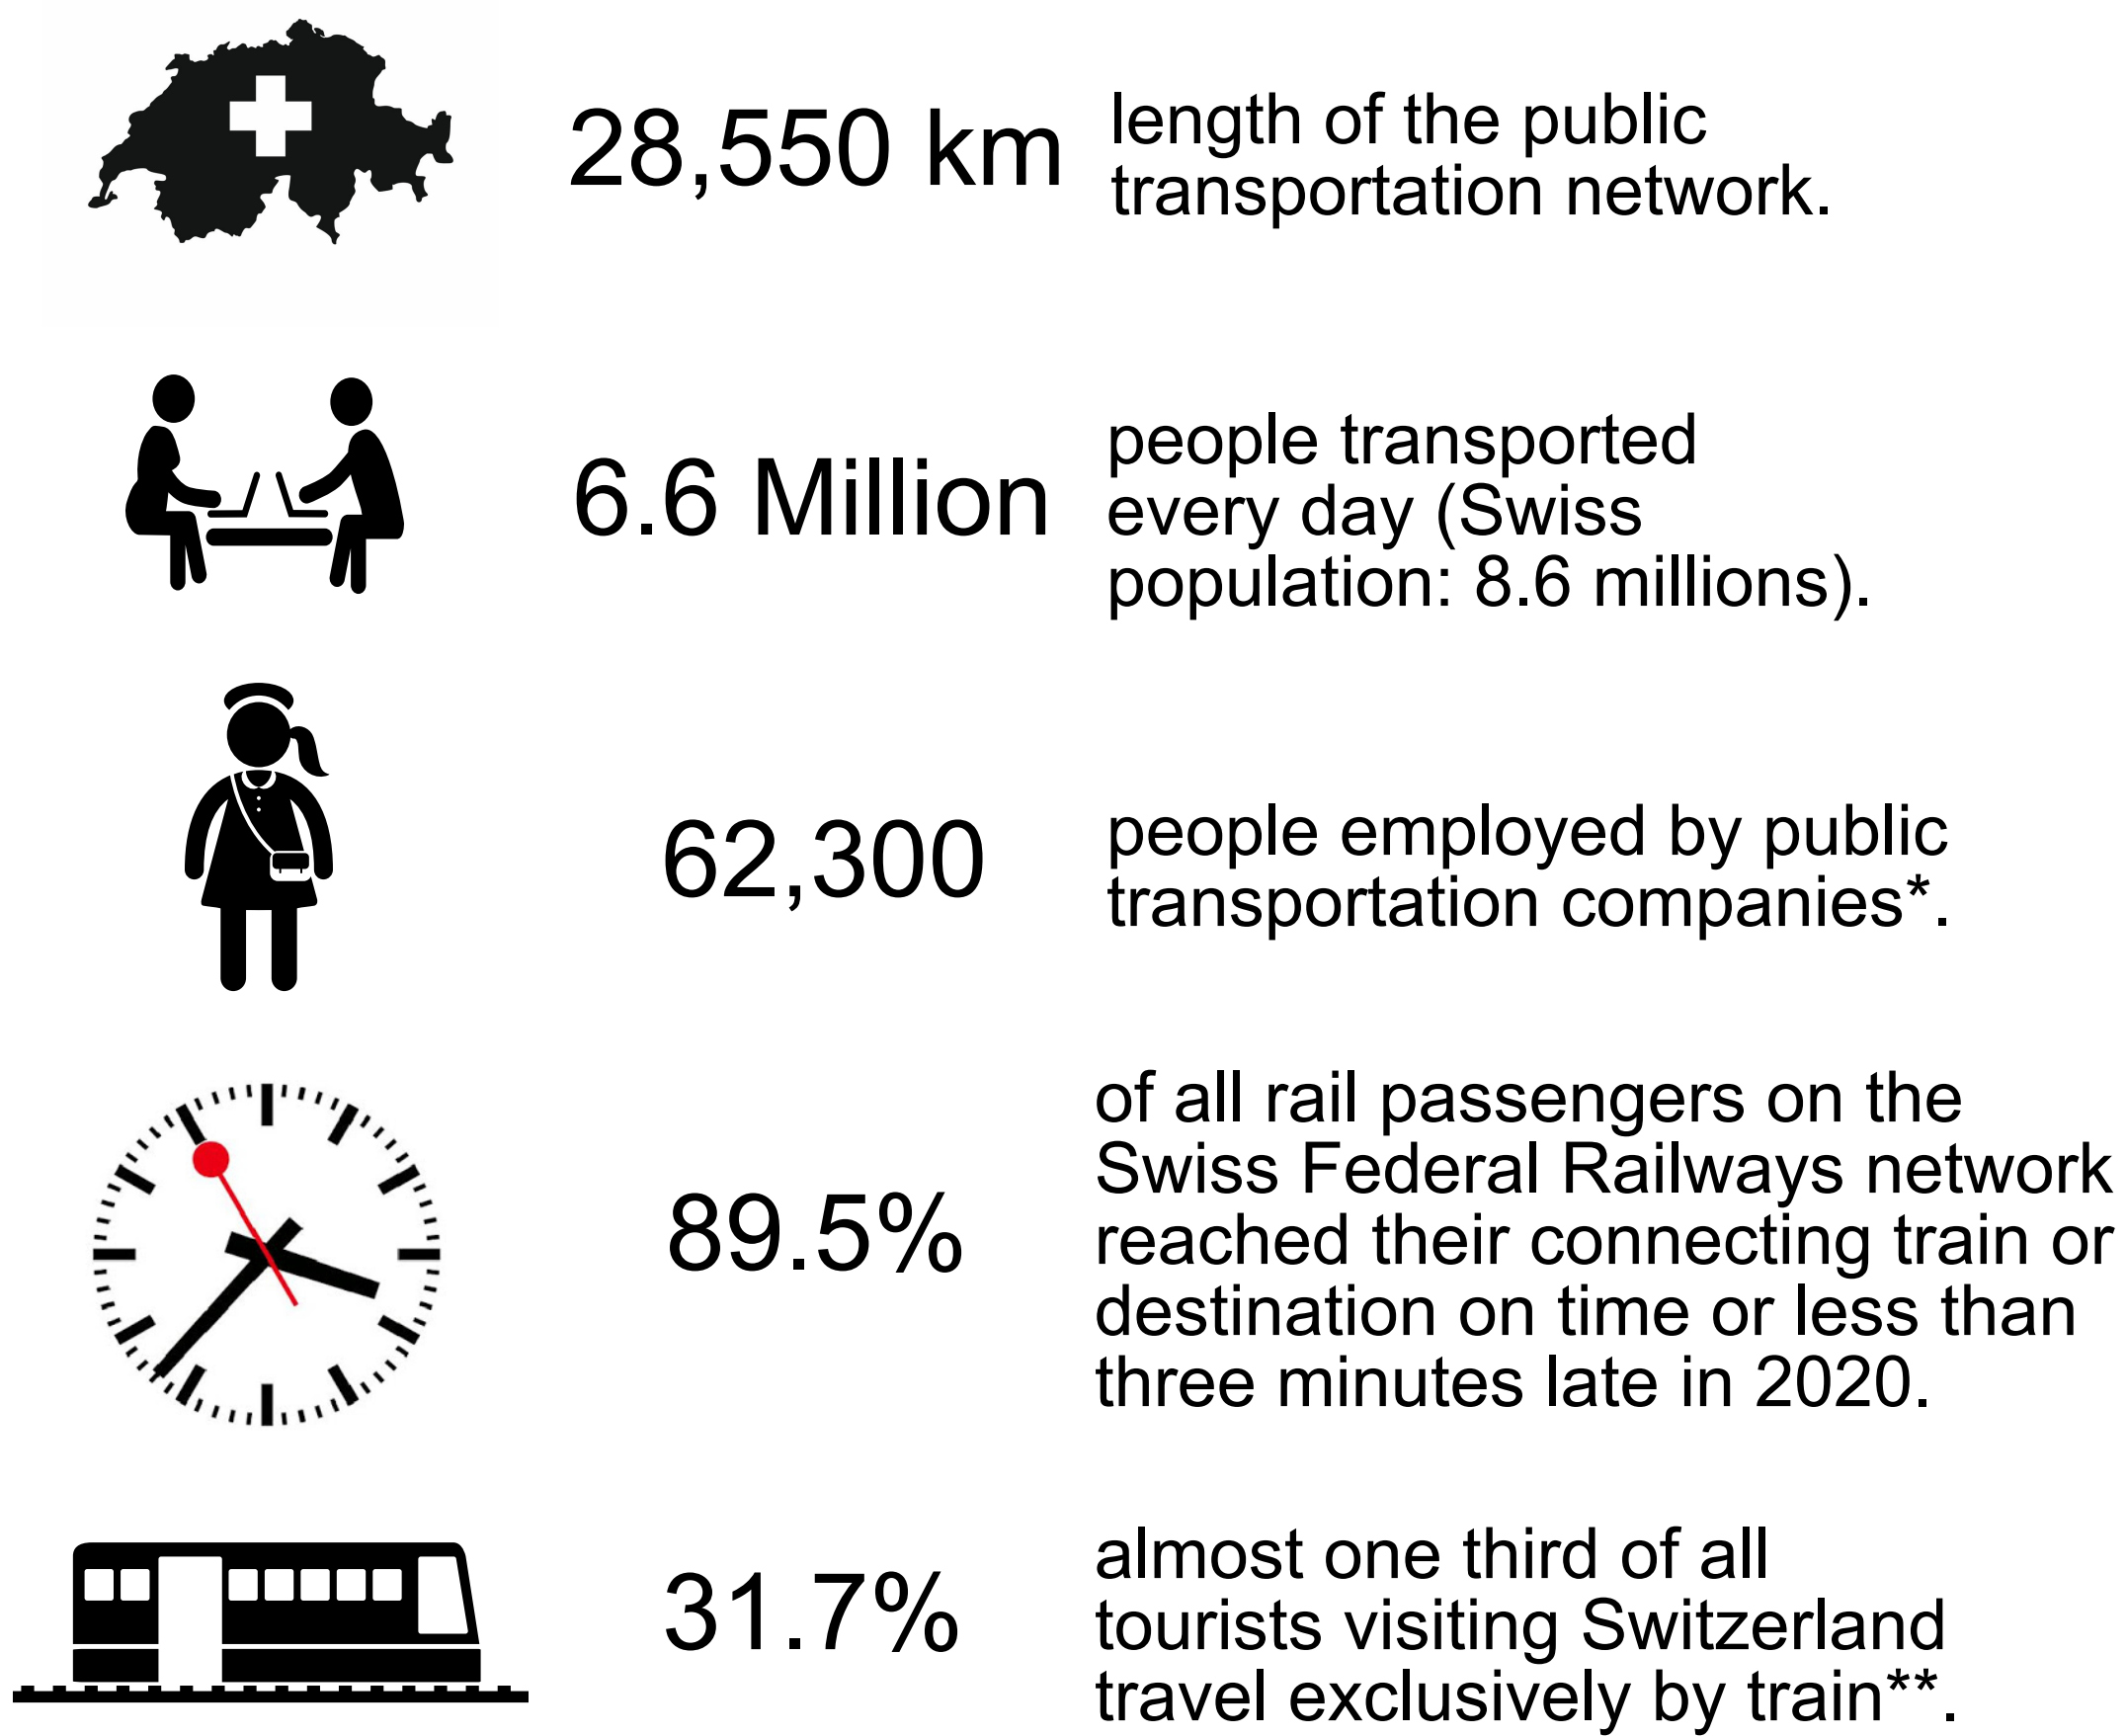 28,550 km
length of the public
transportation network.
6.6 Million
people transported
every day (Swiss
population: 8.6 millions).
62,300
people employed by public
transportation companies*.
89.5%
of all rail passengers on the
Swiss Federal Railways network
reached their connecting train or
destination on time or less than
three minutes late in 2020.
31.7%
almost one third of all
tourists visiting Switzerland
travel exclusively by train**.